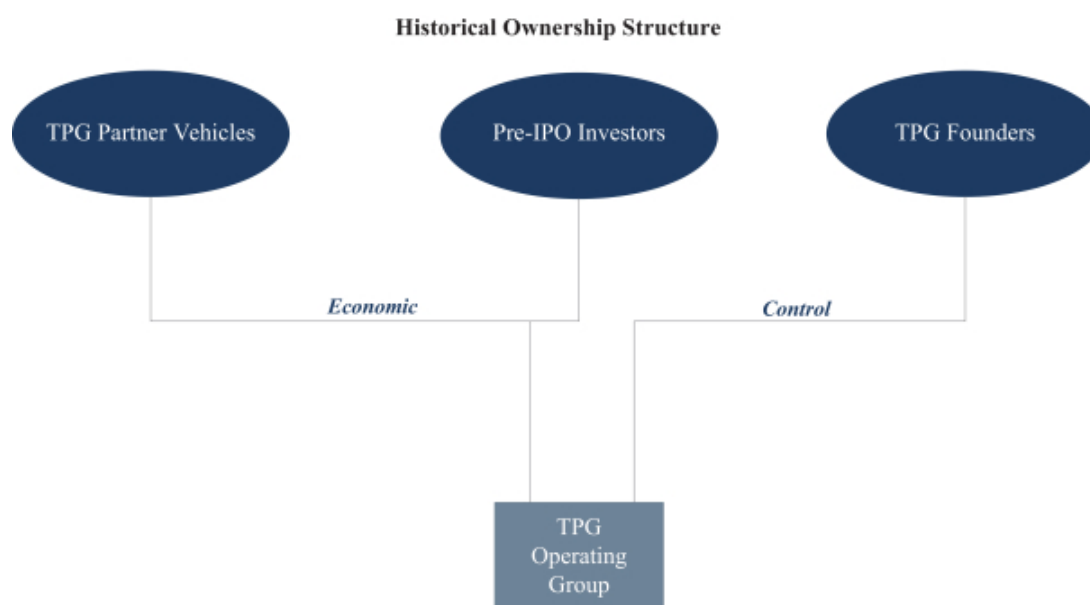 Historical Ownership Structure
TPG Partner Vehicles
Pre-IPO Investors
TPG Founders
Economic
Control
TPG
Operating
Group